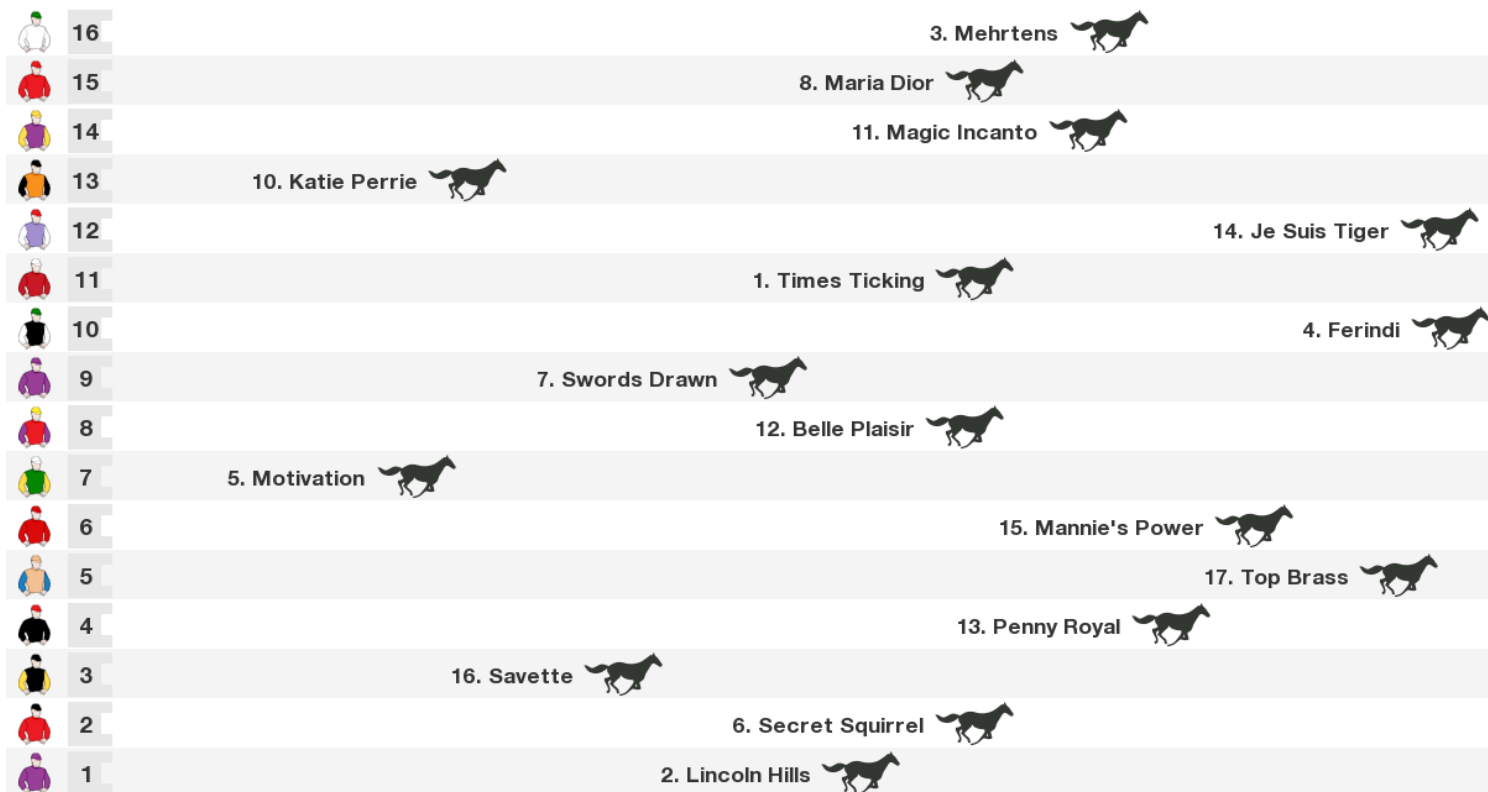 16 3. Mehrtens
15 8. Maria Dior
14 11. Magic Incanto
13 10. Katie Perrie
12 14. Je Suis Tiger
11 1. Times Ticking
10 4. Ferindi
9 7. Swords Drawn
8 12. Belle Plaisir
7 5. Motivation
6 15. Mannie's Power
5 17. Top Brass
4 13. Penny Royal
3 16. Savette
2 6. Secret Squirrel
1 2. Lincoln Hills